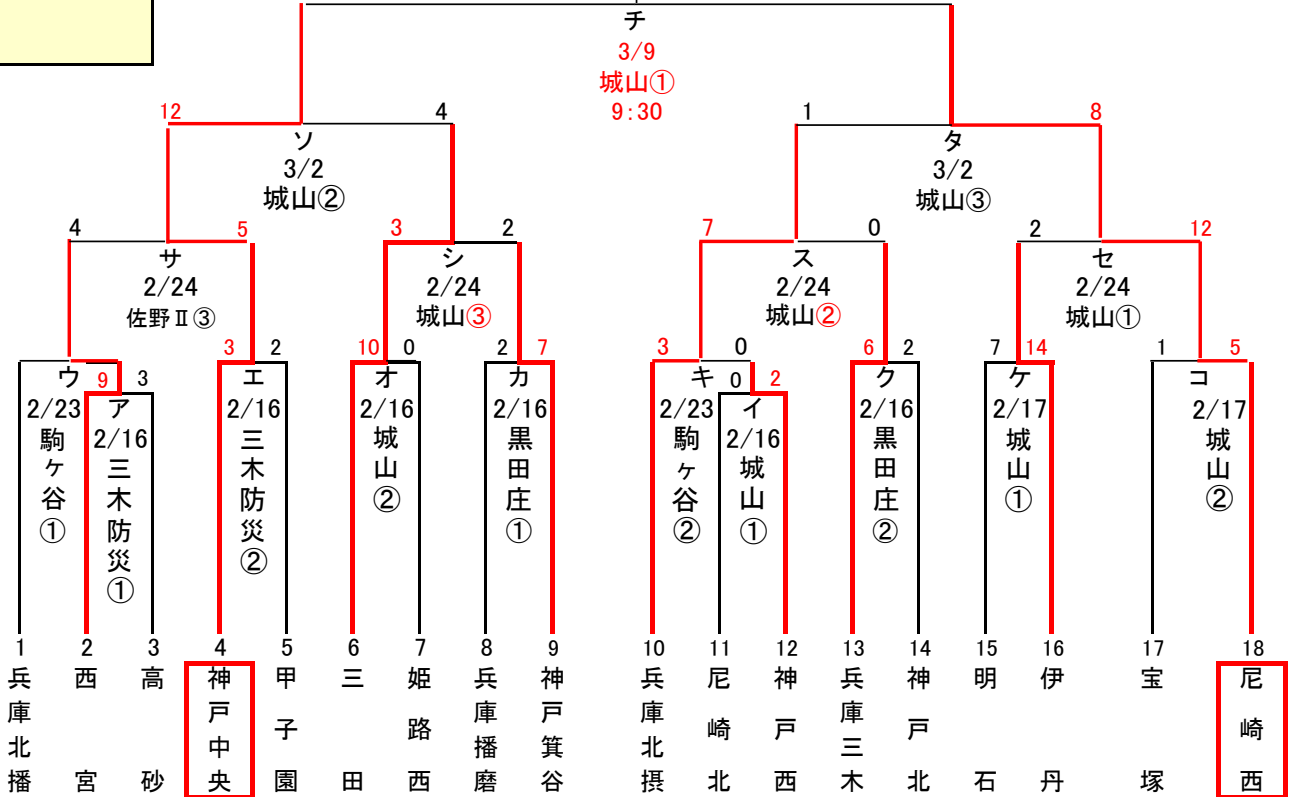 チ
3/9
城山①
9:30
12
4
1
8
ソ
3/2
城山②
タ
3/2
城山③
4
5
3
2
7
0
2
12
サ
2/24
佐野Ⅱ③
シ
2/24
城山③
ス
2/24
城山②
セ
2/24
城山①
3
2
10
0
2
7
3
0
6
2
7
14
1
5
ウ
2/23
駒ヶ谷①
9
3
ア
2/16
三木防災①
エ
2/16
三木防災②
オ
2/16
城山②
カ
2/16
黒田庄①
キ
2/23
駒ヶ谷②
0
2
イ
2/16
城山①
ク
2/16
黒田庄②
ケ
2/17
城山①
コ
2/17
城山②
1
兵庫北播
2
西宮
3
高砂
4
神戸中央
5
甲子園
6
三田
7
姫路西
8
兵庫播磨
9
神戸箕谷
10
兵庫北摂
11
尼崎北
12
神戸西
13
兵庫三木
14
神戸北
15
明石
16
伊丹
17
宝塚
18
尼崎西